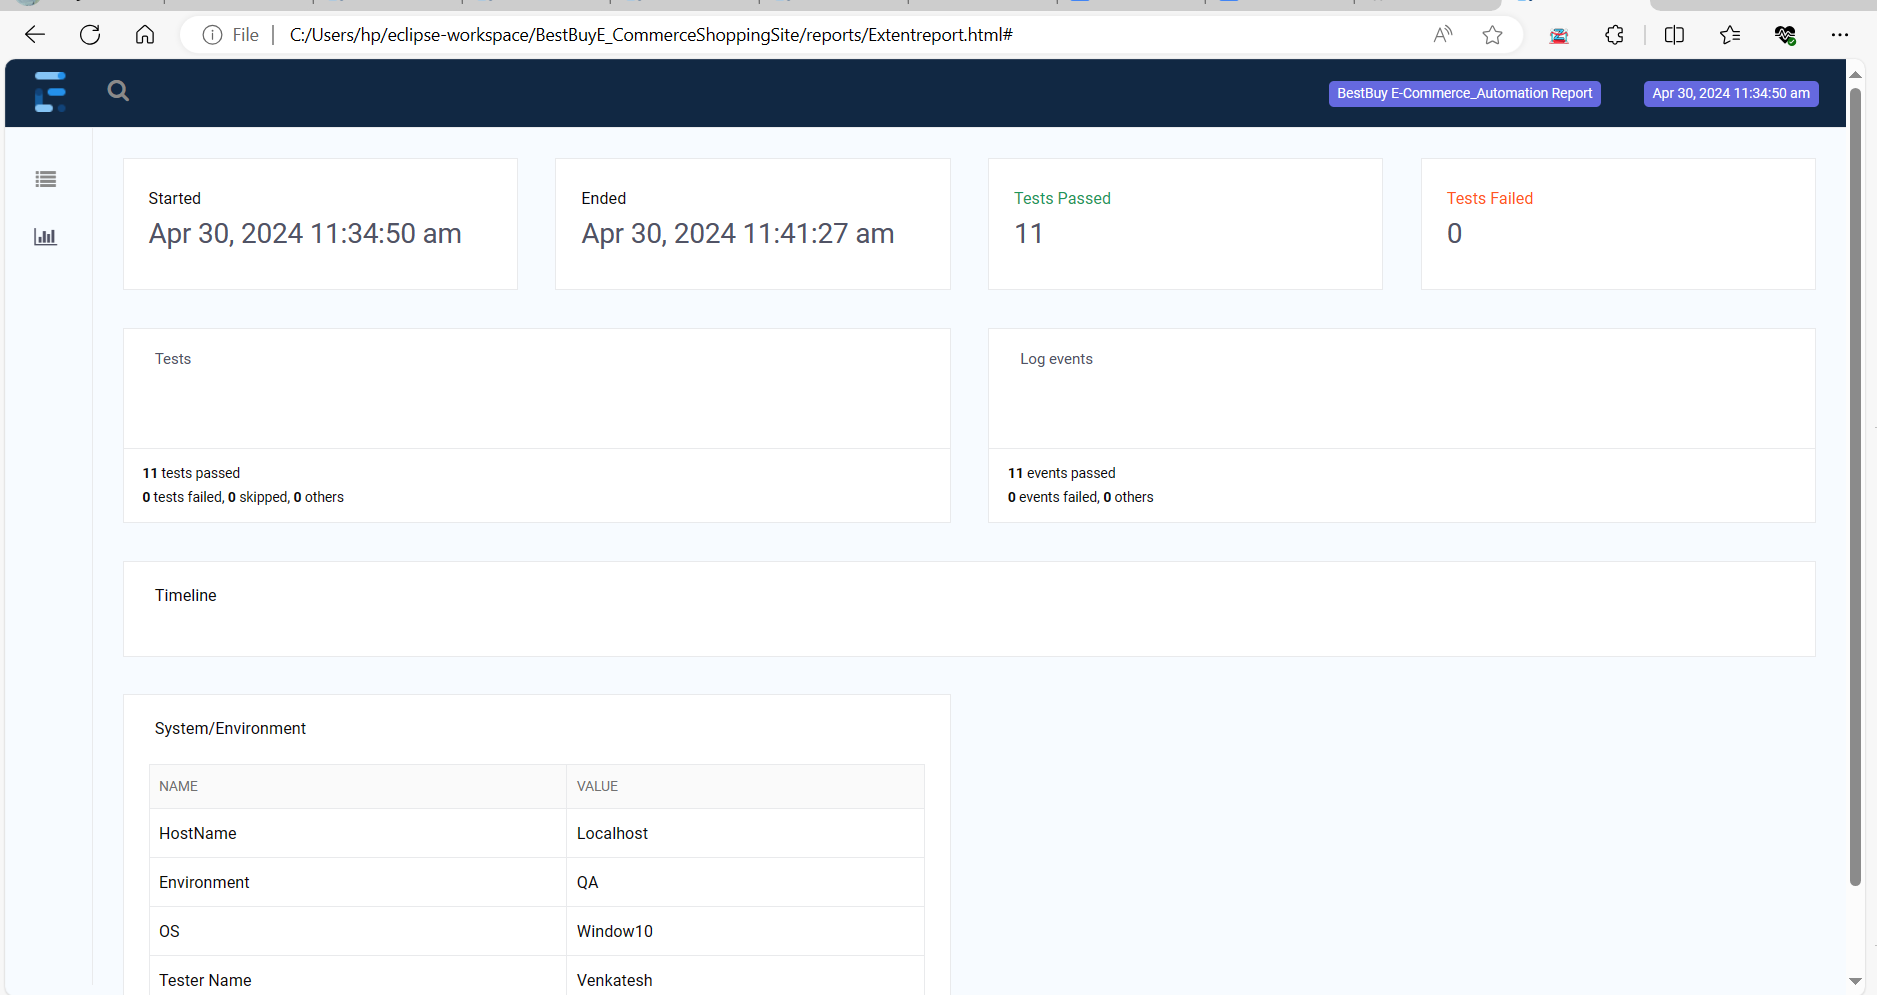 File
C:/Users/hp/eclipse-workspace/BestBuyE_CommerceShoppingSite/reports/Extentreport.html#
BestBuy E-Commerce_Automation Report
Apr 30, 2024 11:34:50 am
Started
Apr 30, 2024 11:34:50 am
Ended
Apr 30, 2024 11:41:27 am
Tests Passed
11
Tests Failed
0
Tests
11 tests passed
0 tests failed, 0 skipped, 0 others
Log events
11 events passed
0 events failed, 0 others
Timeline
System/Environment
NAME VALUE
HostName Localhost
Environment QA
OS Window10
Tester Name Venkatesh